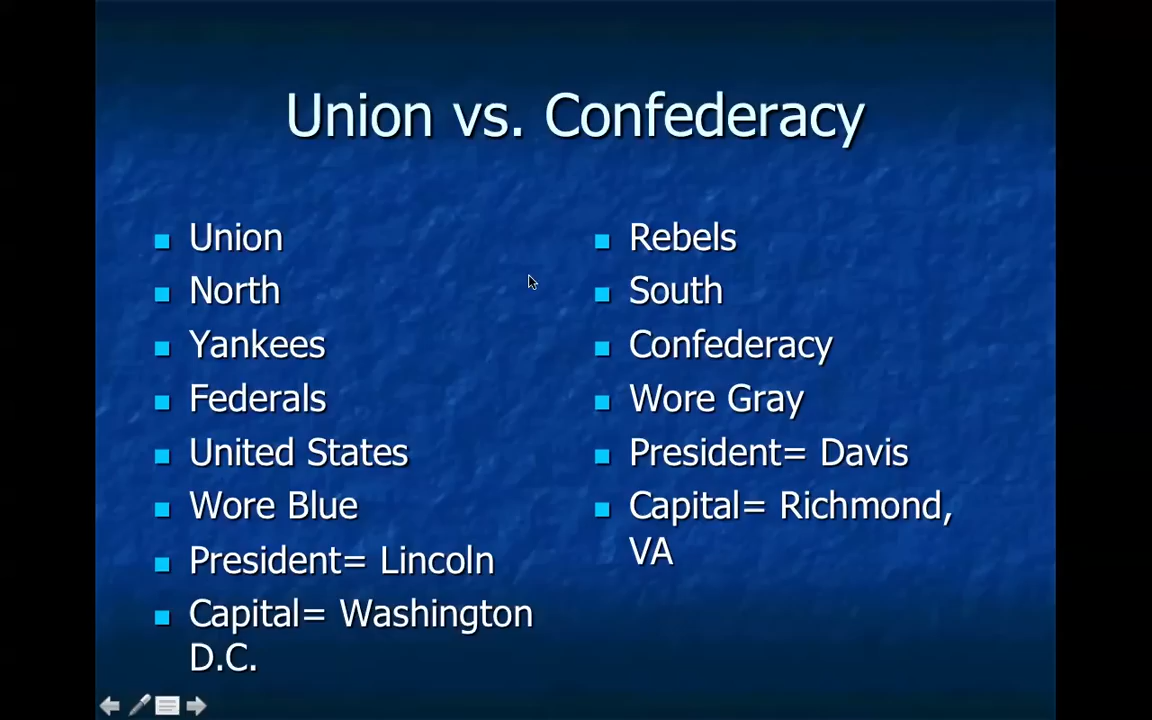 Union vs. Confederacy
Union
North
Yankees
Federals
United States
Wore Blue
President= Lincoln
Capital= Washington
D.C.
Rebels
South
Confederacy
Wore Gray
President= Davis
Capital= Richmond,
VA